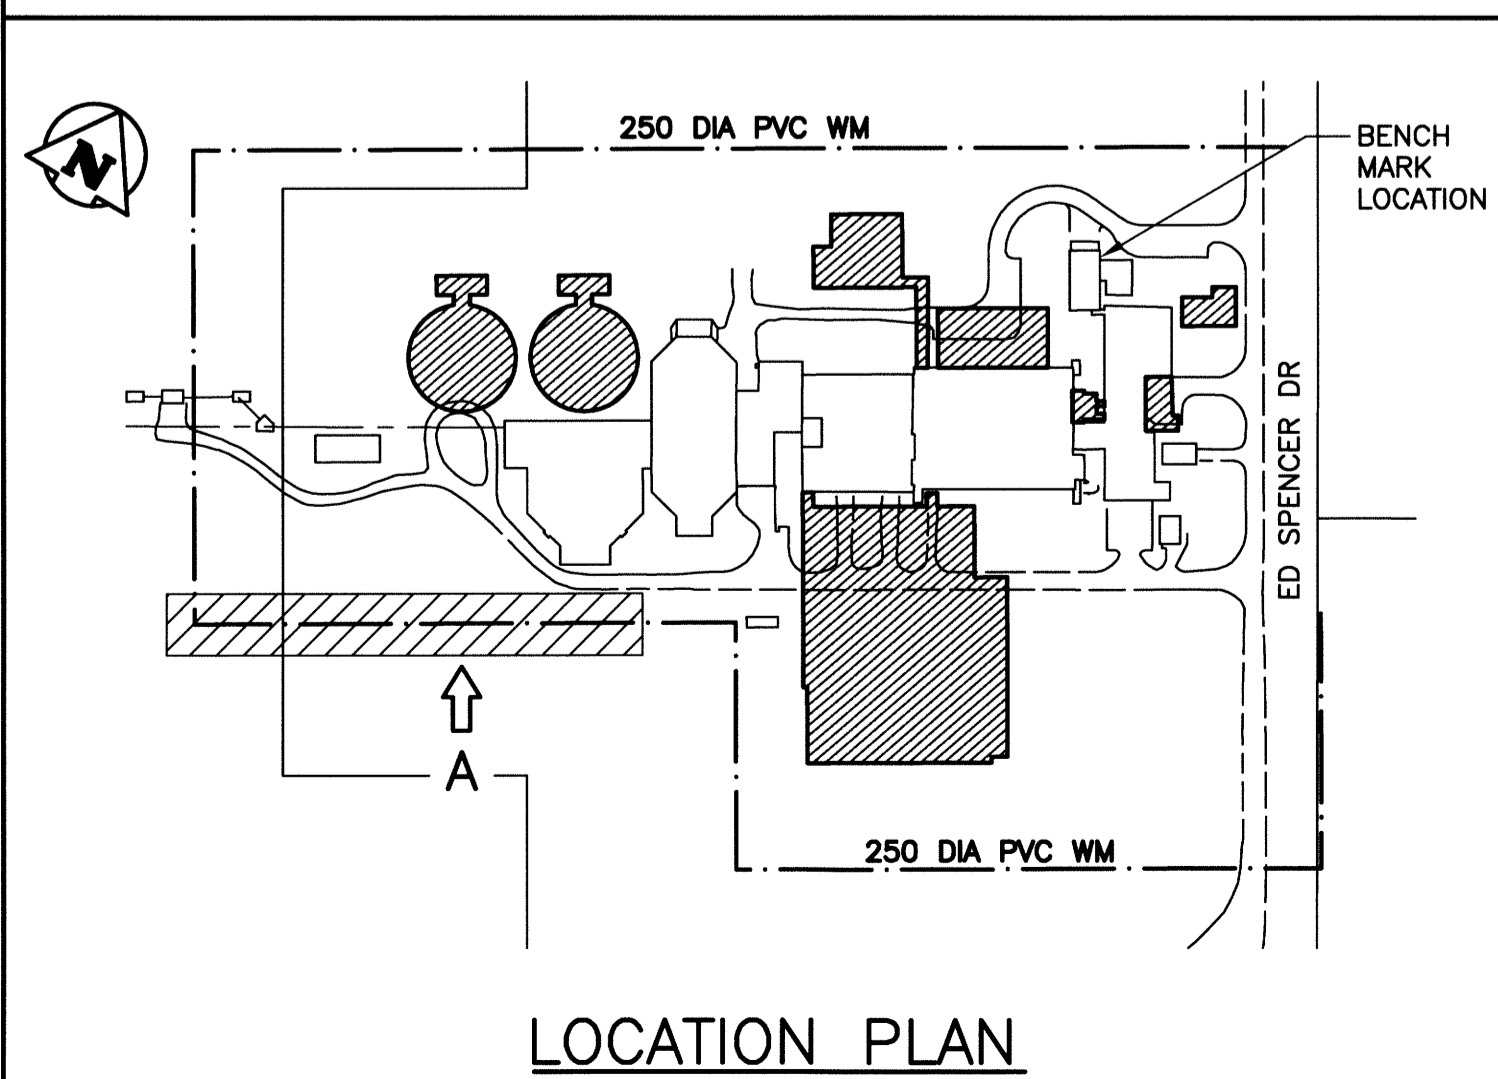 250 DIA PVC WM
BENCH
MARK
LOCATION
N
ED SPENCER DR
A
250 DIA PVC WM
LOCATION PLAN